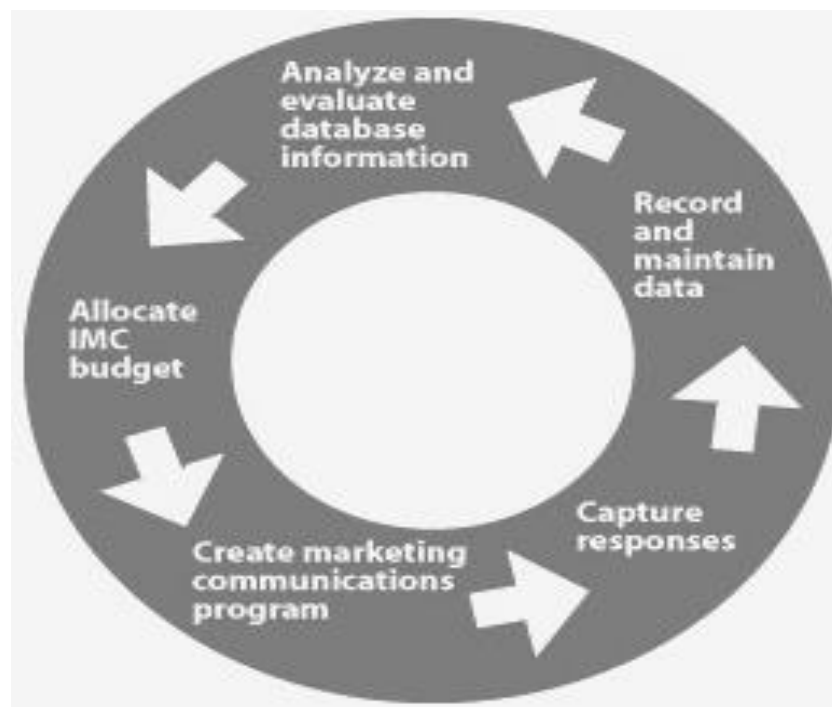 Analyze and
evaluate
database
information
Record
and
maintain
data
Allocate
IMC
budget
Capture
responses
Create marketing
communications
program